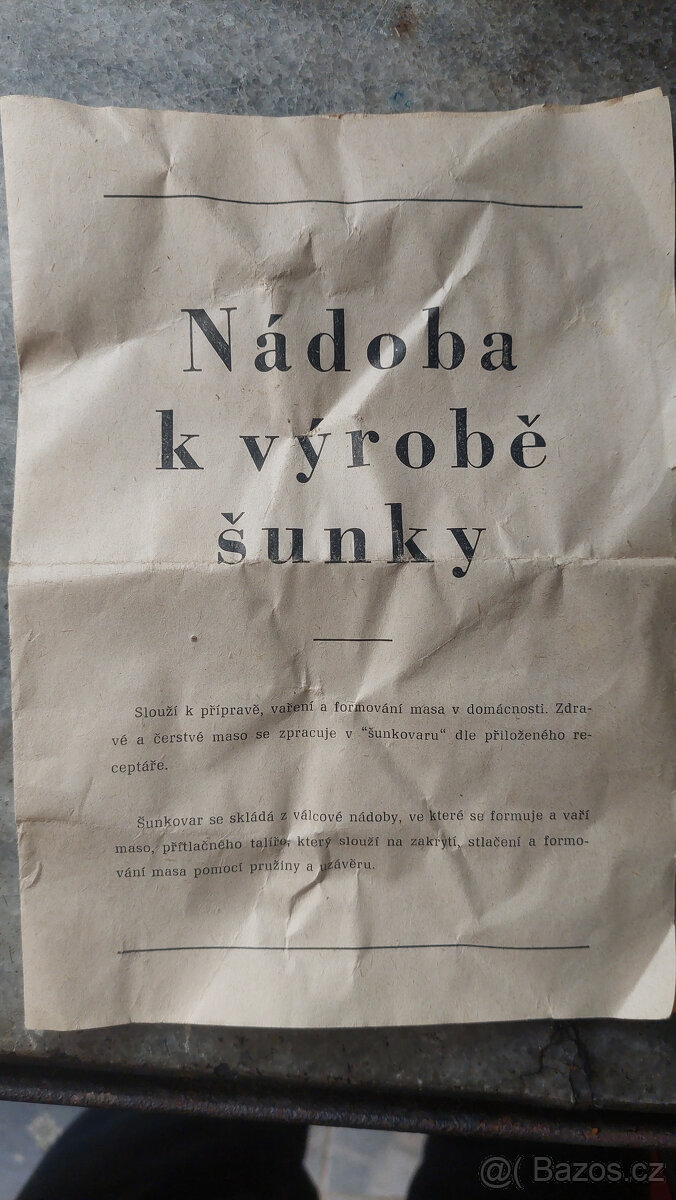 Nádoba
k výrobě
šunky
Slouží k přípravě, vaření a formování masa v domácnosti. Zdra-
vé a čerstvé maso se zpracuje v "šunkovaru" dle přiloženého re-
ceptáře.
Šunkovar se skládá z válcové nádoby, ve které se formuje a vaří
maso, přítlačného talíře, který slouží na zakrytí, stlačení a formo-
vání masa pomocí pružiny a uzávěru.
@( Bazos.cz